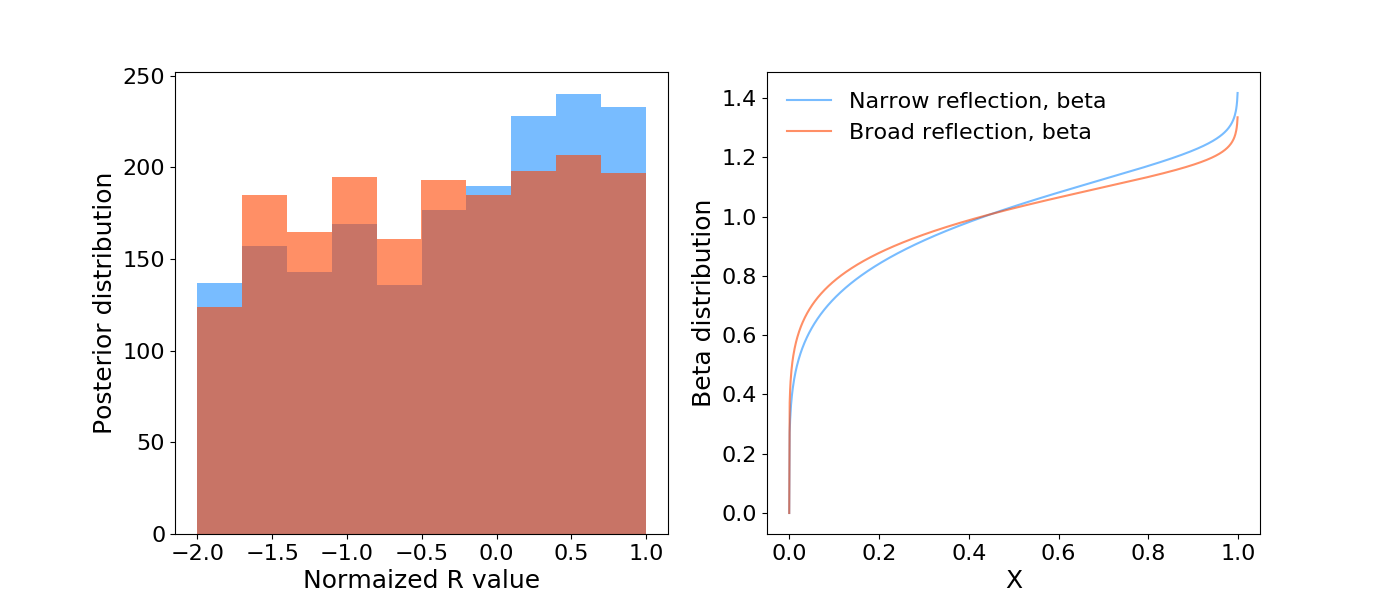 250
200
150
100
50
0
−2.0 −1.5 −1.0 −0.5 0.0 0.5 1.0
Normaized R value
Posterior distribution
Narrow reflection, beta
Broad reflection, beta
1.4
1.2
1.0
0.8
0.6
0.4
0.2
0.0
0.0 0.2 0.4 0.6 0.8 1.0
X
Beta distribution